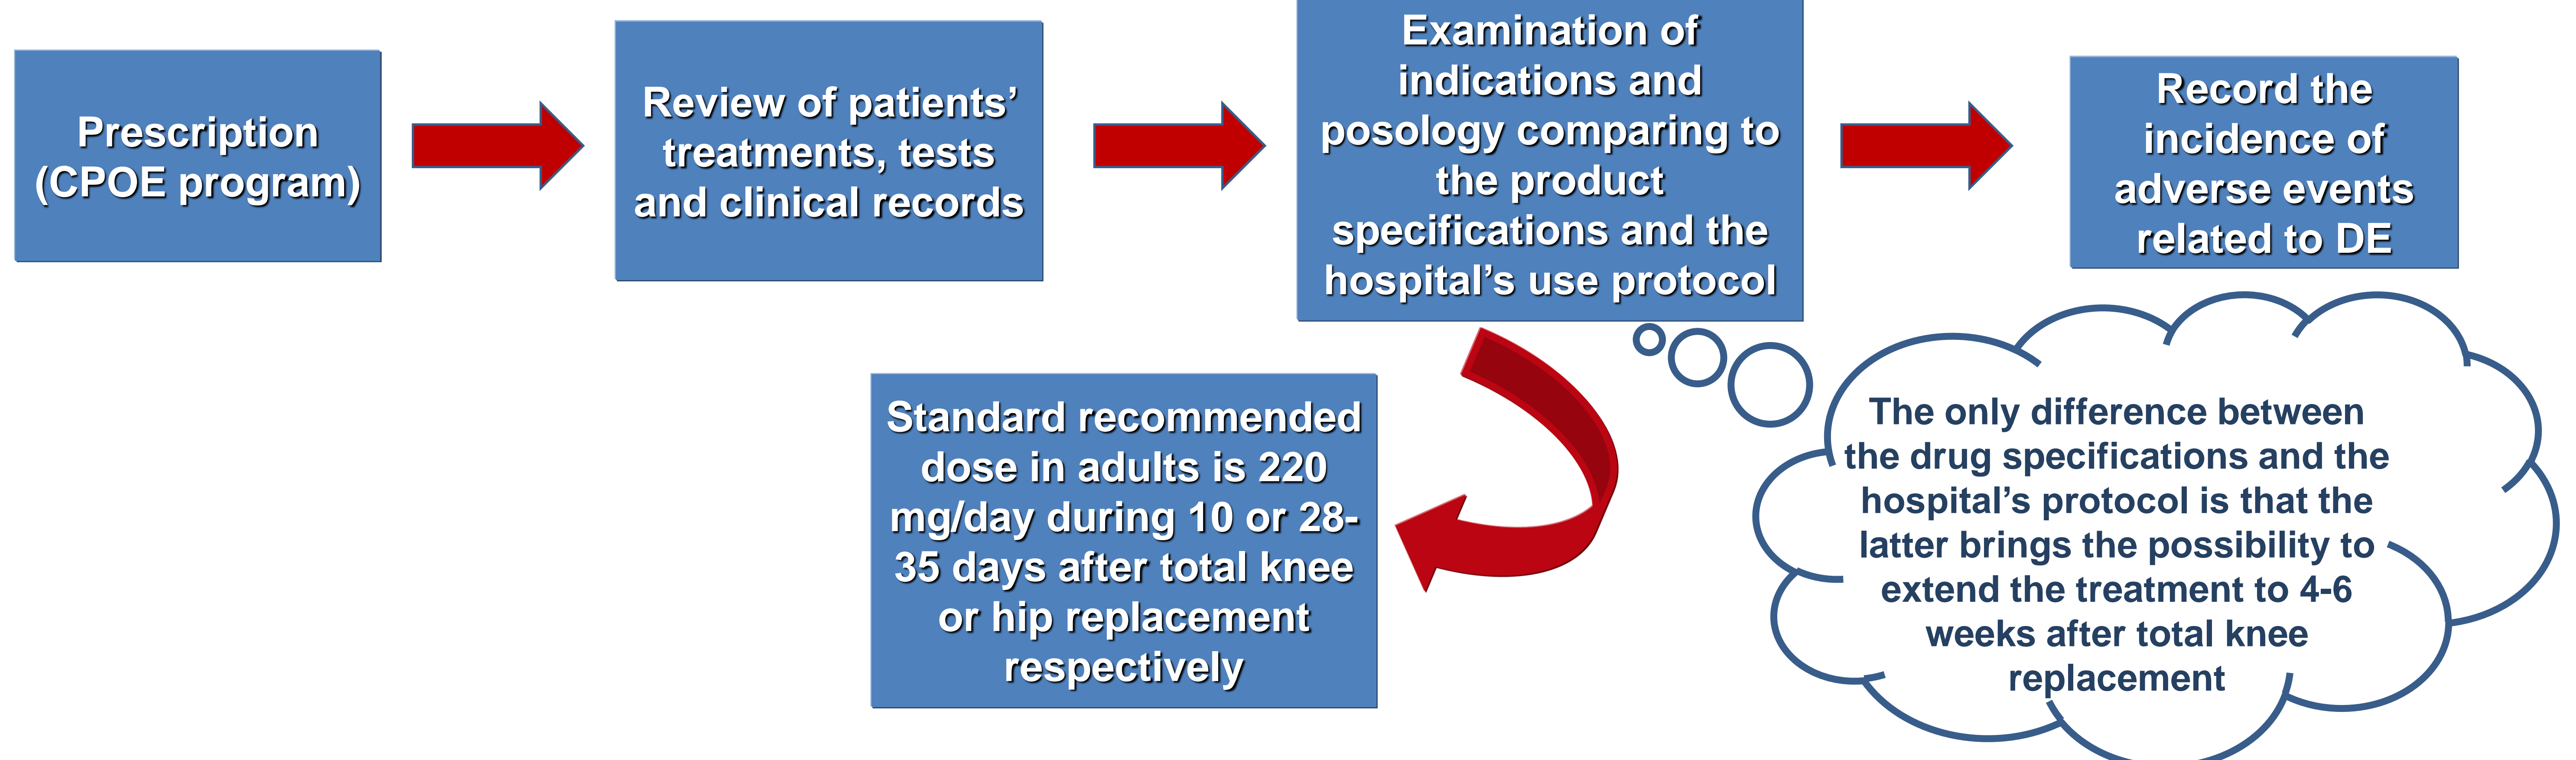 Prescription
(CPOE program)
Review of patients’
treatments, tests
and clinical records
Examination of
indications and
posology comparing to
the product
specifications and the
hospital’s use protocol
Record the
incidence of
adverse events
related to DE
Standard recommended
dose in adults is 220
mg/day during 10 or 28-
35 days after total knee
or hip replacement
respectively
The only difference between
the drug specifications and the
hospital’s protocol is that the
latter brings the possibility to
extend the treatment to 4-6
weeks after total knee
replacement